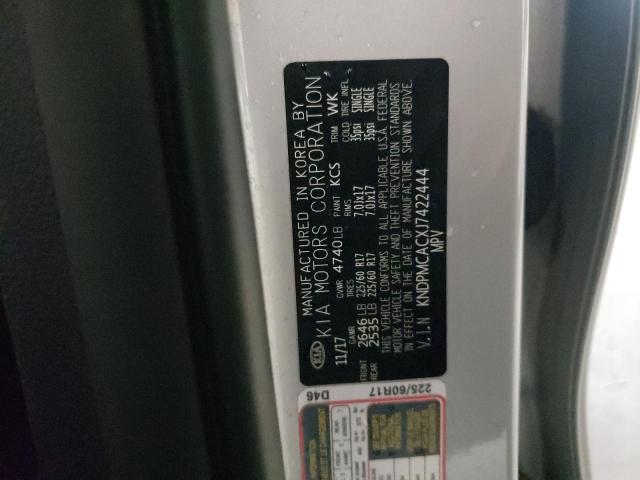 MANUFACTURED IN KOREA BY
KIA KIA MOTORS CORPORATION
11/17 GVWR 4740LB PAINT KCS TRIM WK
GAWR TIRES RIMS COLD TIRE INFL
FRONT 2646LB 225/60 R17 7.0Jx17 35psi SINGLE
REAR 2535LB 225/60 R17 7.0Jx17 35psi SINGLE
THIS VEHICLE CONFORMS TO ALL APPLICABLE U.S.A. FEDERAL
MOTOR VEHICLE SAFETY AND THEFT PREVENTION STANDARDS
IN EFFECT ON THE DATE OF MANUFACTURE SHOWN ABOVE.
V.I.N KNDPMCACXJ7422444
MPV
D46
225/60R17